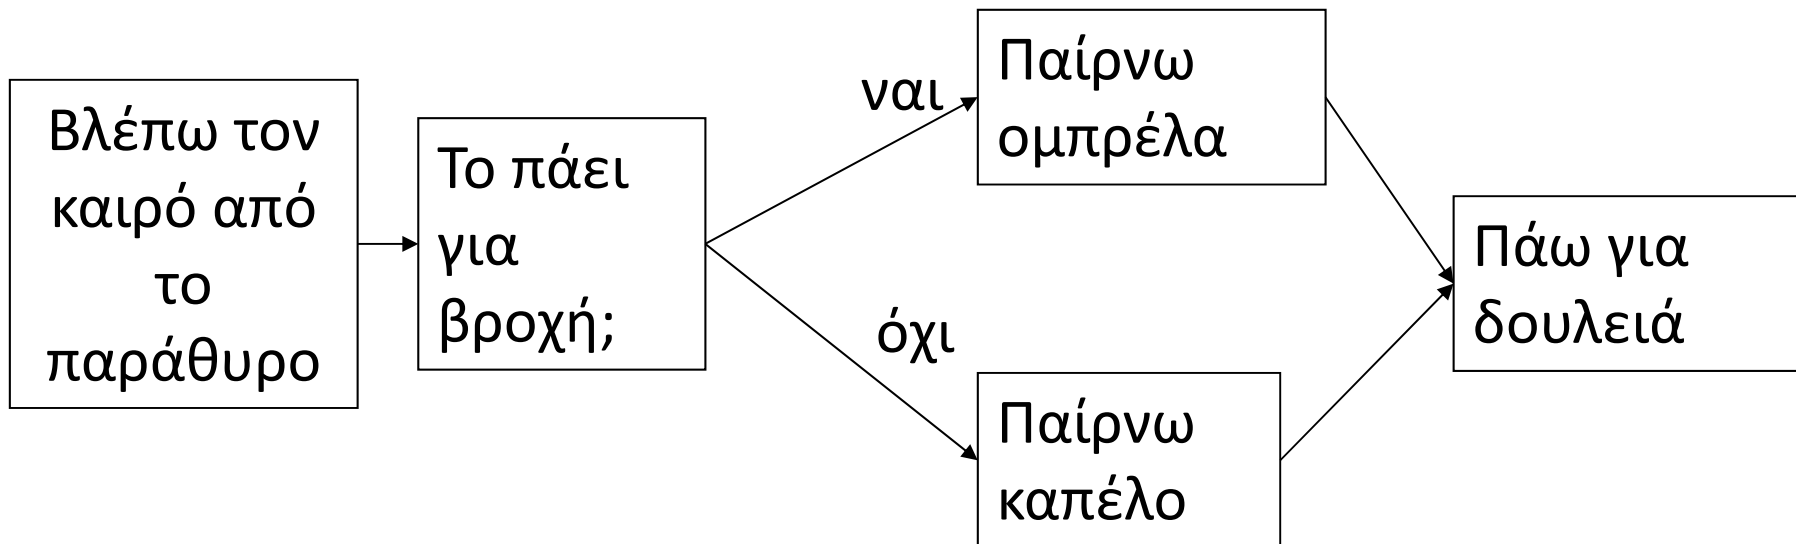 Βλέπω τον
καιρό από
το
παράθυρο
Το πάει
για
βροχή;
ναι
Παίρνω
ομπρέλα
όχι
Παίρνω
καπέλο
Πάω για
δουλειά